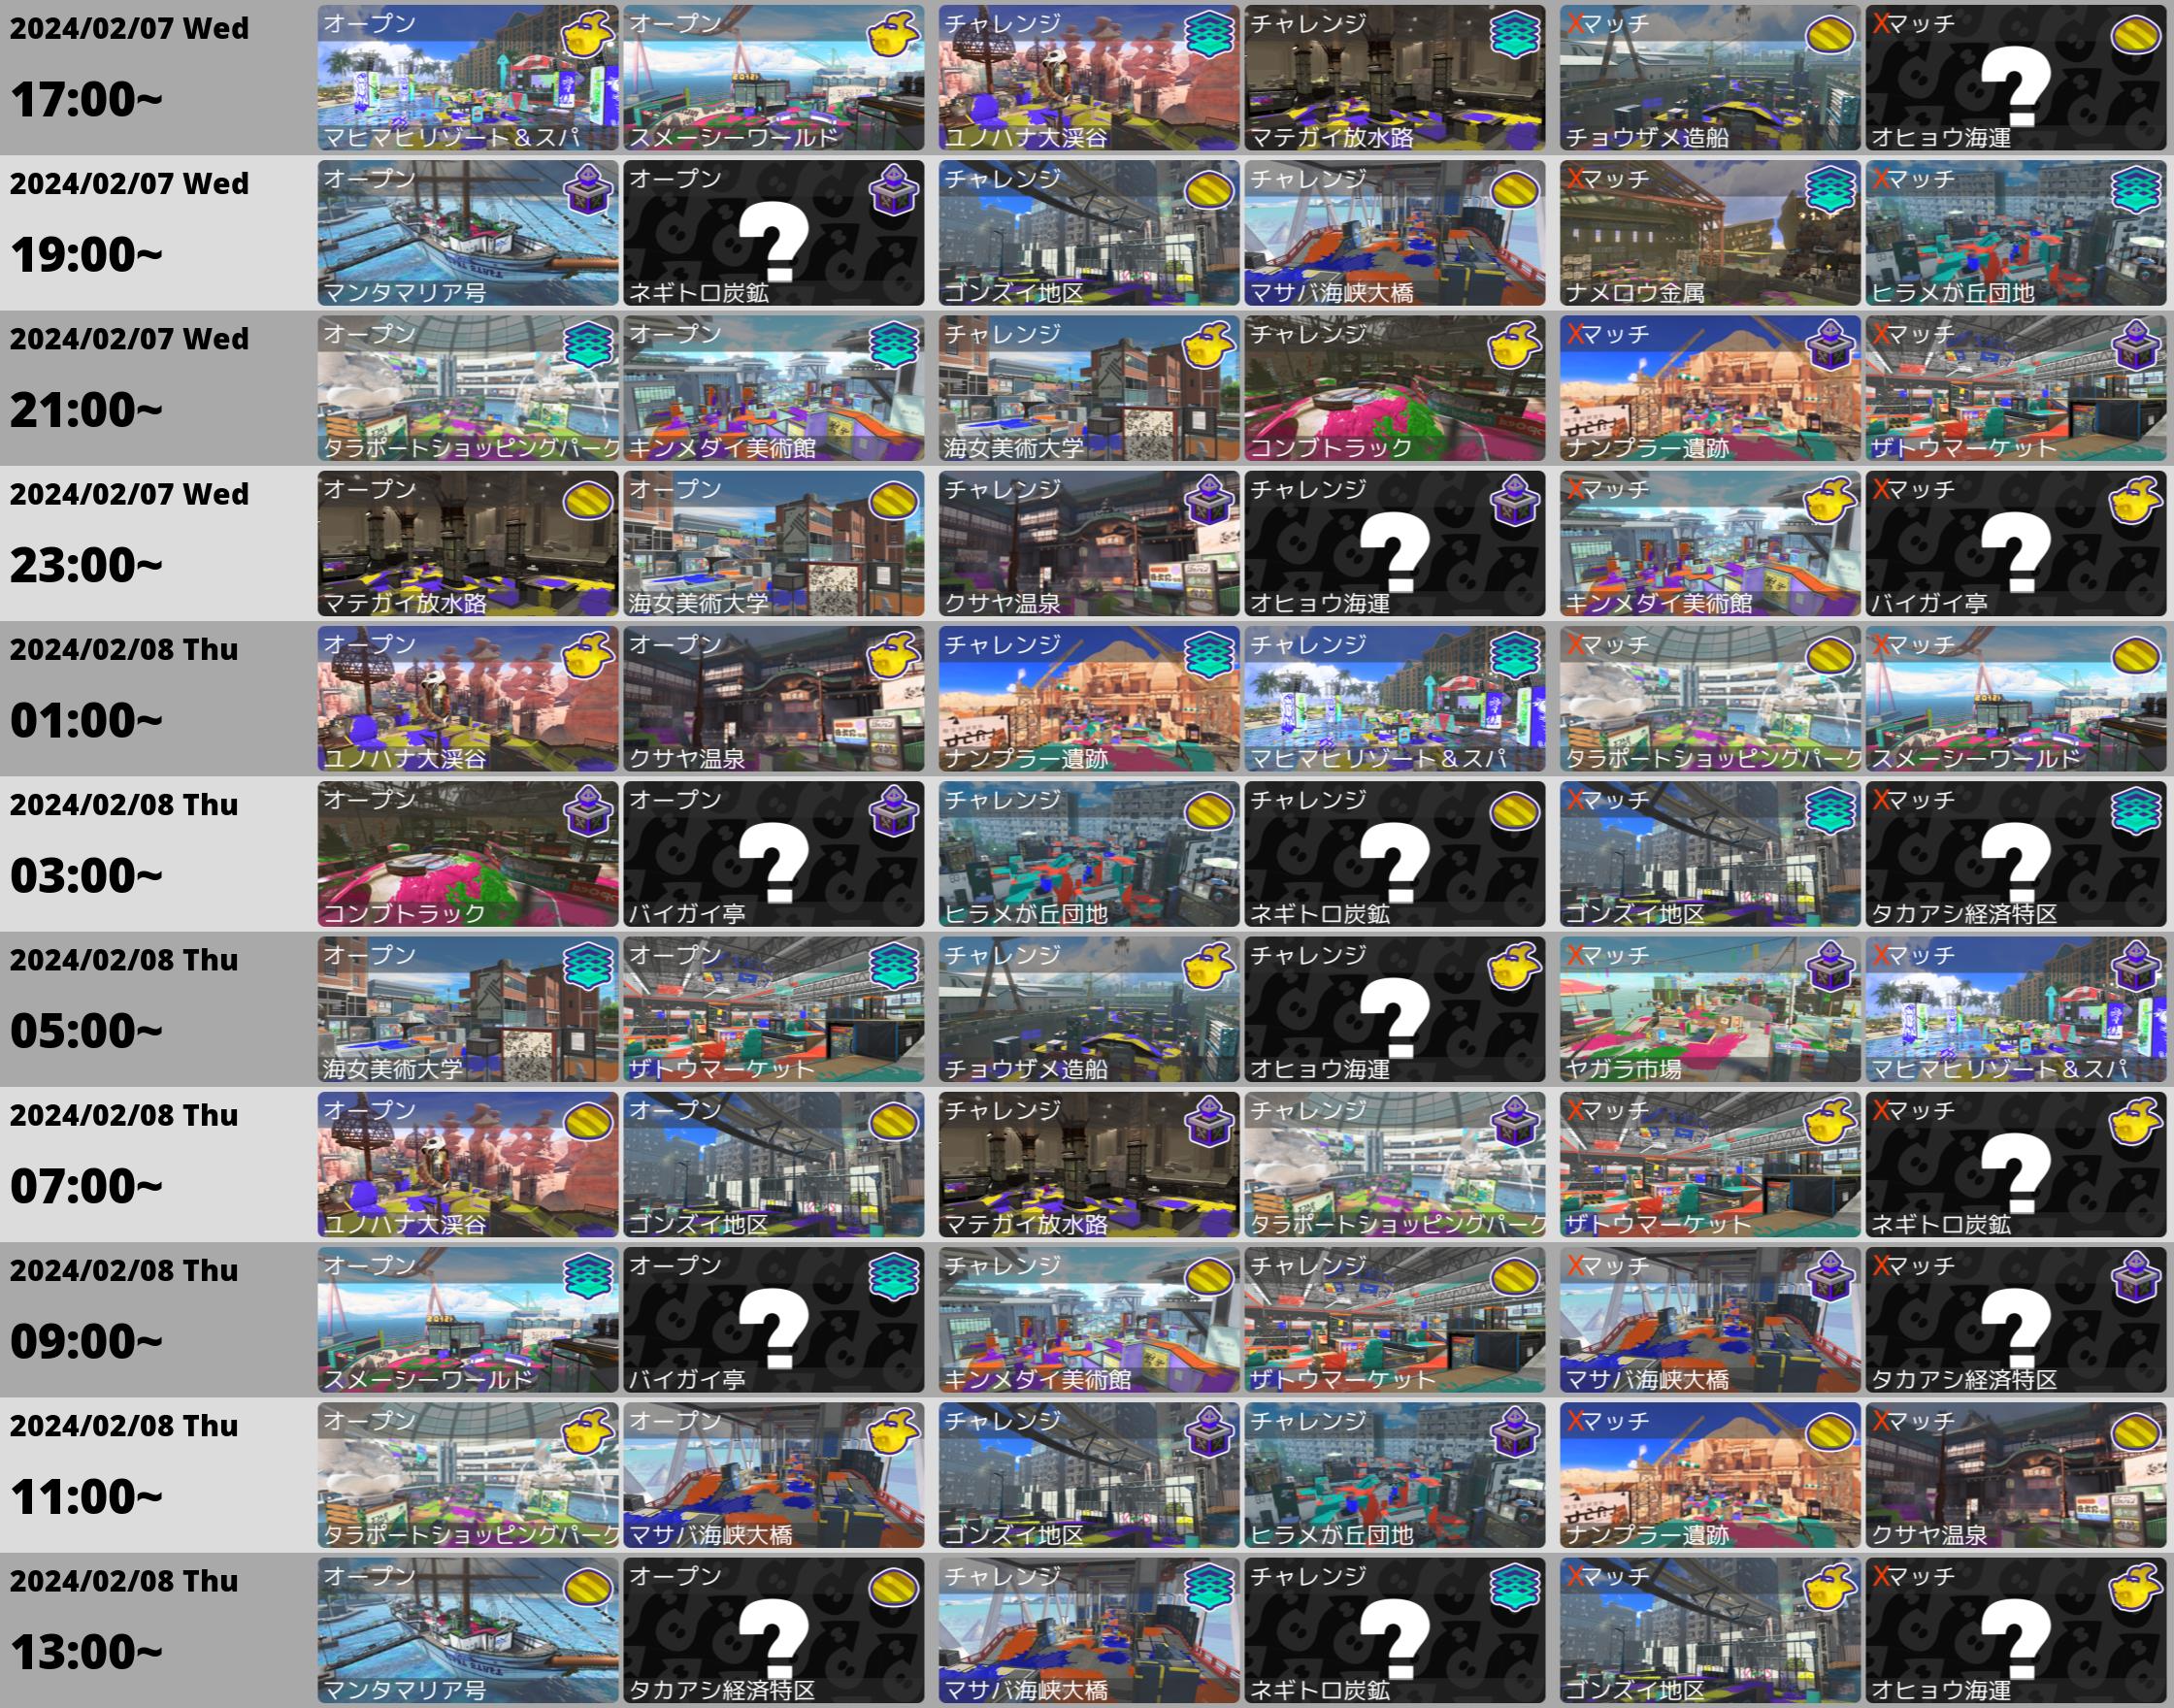 2024/02/07 Wed
17:00~
オープン
マヒマヒリゾート&スパ
オープン
スメーシーワールド
チャレンジ
ユノハナ大渓谷
チャレンジ
マテガイ放水路
Xマッチ
チョウザメ造船
Xマッチ
オヒョウ海運
2024/02/07 Wed
19:00~
オープン
マンタマリア号
オープン
ネギトロ炭鉱
チャレンジ
ゴンズイ地区
チャレンジ
マサバ海峡大橋
Xマッチ
ナメロウ金属
Xマッチ
ヒラメが丘団地
2024/02/07 Wed
21:00~
オープン
タラポートショッピングパーク
オープン
キンメダイ美術館
チャレンジ
海女美術大学
チャレンジ
コンブトラック
Xマッチ
ナンプラー遺跡
Xマッチ
ザトウマーケット
2024/02/07 Wed
23:00~
オープン
マテガイ放水路
オープン
海女美術大学
チャレンジ
クサヤ温泉
チャレンジ
オヒョウ海運
Xマッチ
キンメダイ美術館
Xマッチ
バイガイ亭
2024/02/08 Thu
01:00~
オープン
ユノハナ大渓谷
オープン
クサヤ温泉
チャレンジ
ナンプラー遺跡
チャレンジ
マヒマヒリゾート&スパ
Xマッチ
タラポートショッピングパーク
Xマッチ
スメーシーワールド
2024/02/08 Thu
03:00~
オープン
コンブトラック
オープン
バイガイ亭
チャレンジ
ヒラメが丘団地
チャレンジ
ネギトロ炭鉱
Xマッチ
ゴンズイ地区
Xマッチ
タカアシ経済特区
2024/02/08 Thu
05:00~
オープン
海女美術大学
オープン
ザトウマーケット
チャレンジ
チョウザメ造船
チャレンジ
オヒョウ海運
Xマッチ
ヤガラ市場
Xマッチ
マヒマヒリゾート&スパ
2024/02/08 Thu
07:00~
オープン
ユノハナ大渓谷
オープン
ゴンズイ地区
チャレンジ
マテガイ放水路
チャレンジ
タラポートショッピングパーク
Xマッチ
ザトウマーケット
Xマッチ
ネギトロ炭鉱
2024/02/08 Thu
09:00~
オープン
スメーシーワールド
オープン
バイガイ亭
チャレンジ
キンメダイ美術館
チャレンジ
ザトウマーケット
Xマッチ
マサバ海峡大橋
Xマッチ
タカアシ経済特区
2024/02/08 Thu
11:00~
オープン
タラポートショッピングパーク
オープン
マサバ海峡大橋
チャレンジ
ゴンズイ地区
チャレンジ
ヒラメが丘団地
Xマッチ
ナンプラー遺跡
Xマッチ
クサヤ温泉
2024/02/08 Thu
13:00~
オープン
マンタマリア号
オープン
タカアシ経済特区
チャレンジ
マサバ海峡大橋
チャレンジ
ネギトロ炭鉱
Xマッチ
ゴンズイ地区
Xマッチ
オヒョウ海運